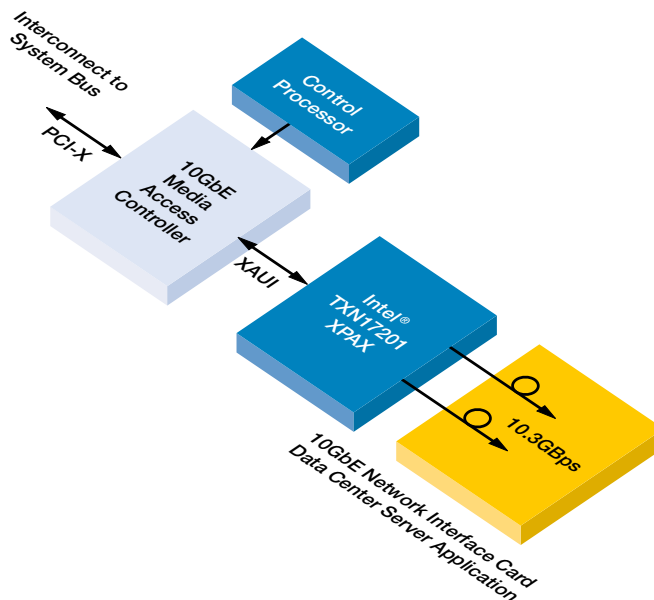 Interconnect to
System Bus
PCI-X
Control
Processor
10GbE
Media
Access
Controller
XAUI
Intel®
TXN17201
XPAX
10.3GBps
10GbE Network Interface Card
Data Center Server Application